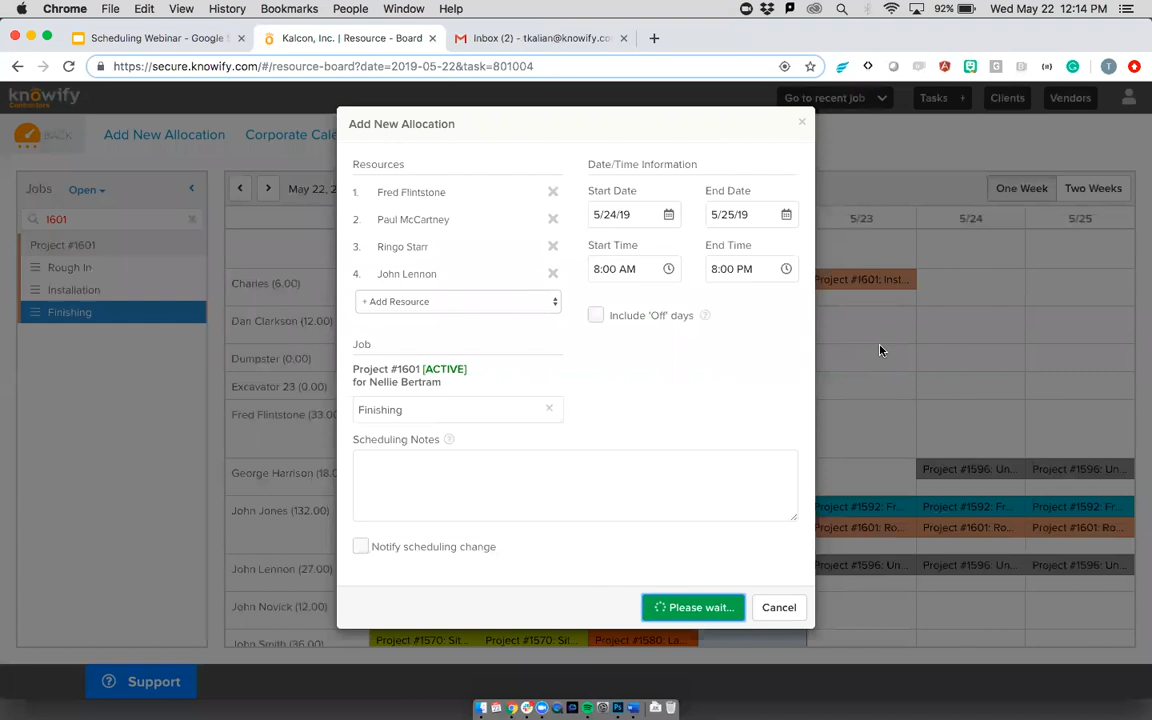 Chrome File Edit View History Bookmarks People Window Help 92% Wed May 22 12:14 PM
Scheduling Webinar - Google S
Kalcon, Inc. | Resource - Board
Inbox (2) - tkalian@knowify.co
https://secure.knowify.com/#/resource-board?date=2019-05-22&task=801004
knowify
Contractors
Go to recent job
Tasks +
Clients
Vendors
BACK
Add New Allocation
Corporate Cale
Jobs Open
May 22, 2
One Week
Two Weeks
1601
5/23
5/24
5/25
Project #1601
Rough In
Installation
Finishing
Charles (6.00)
Project #1601: Inst...
Dan Clarkson (12.00)
Dumpster (0.00)
Excavator 23 (0.00)
Fred Flintstone (33.00
George Harrison (18.0
Project #1596: Un...
Project #1596: Un...
John Jones (132.00)
Project #1592: Fr...
Project #1592: Fr...
Project #1592: Fr...
Project #1601: Ro...
Project #1601: Ro...
Project #1601: Ro...
John Lennon (27.00)
Project #1596: Un...
Project #1596: Un...
Project #1596: Un...
John Novick (12.00)
John Smith (36.00)
Project #1570: Sit...
Project #1570: Sit...
Project #1580: La...
Add New Allocation
Resources
1. Fred Flintstone
2. Paul McCartney
3. Ringo Starr
4. John Lennon
+ Add Resource
Job
Project #1601 [ACTIVE]
for Nellie Bertram
Finishing
Date/Time Information
Start Date
End Date
5/24/19
5/25/19
Start Time
End Time
8:00 AM
8:00 PM
Include 'Off' days
Scheduling Notes
Notify scheduling change
Please wait...
Cancel
Support